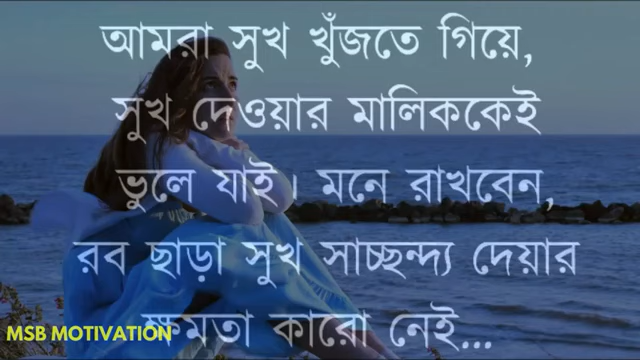 আমরা সুখ খুঁজতে গিয়ে,
সুখ দেওয়ার মালিককেই
ভুলে যাই। মনে রাখবেন,
রব ছাড়া সুখ সাচ্ছন্দ্য দেয়ার
ক্ষমতা কারো নেই...
MSB MOTIVATION